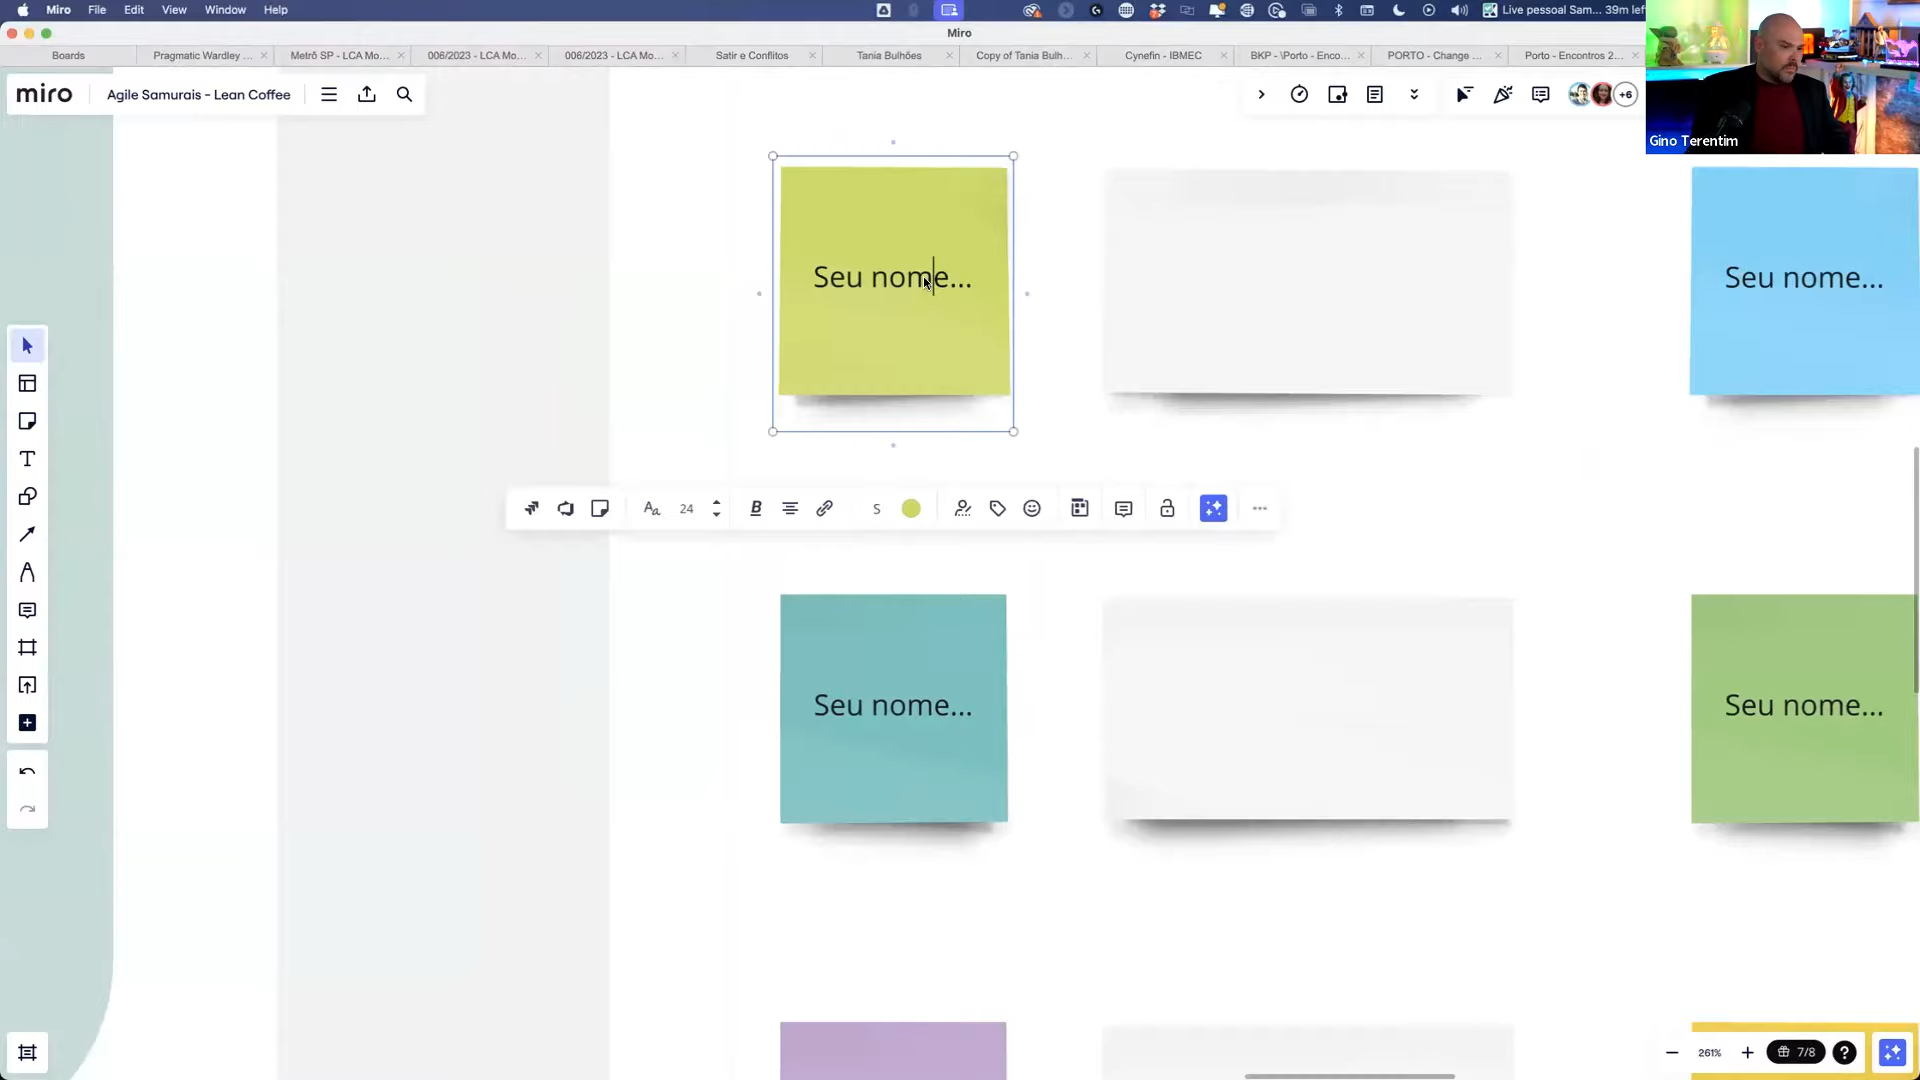 Miro File Edit View Window Help Live pessoal Sam... 39m lef
Miro
Boards Pragmatic Wardley ... Metrô SP - LCA Mo... 006/2023 - LCA Mo... 006/2023 - LCA Mo... Satir e Conflitos Tania Bulhões Copy of Tania Bulh... Cynefin - IBMEC BKP - \Porto - Enco... PORTO - Change ... Porto - Encontros 2...
miro Agile Samurais - Lean Coffee +6
Gino Terentim
Seu nome...
Seu nome...
Aa 24 B S
Seu nome...
Seu nome...
261% 7/8 ?